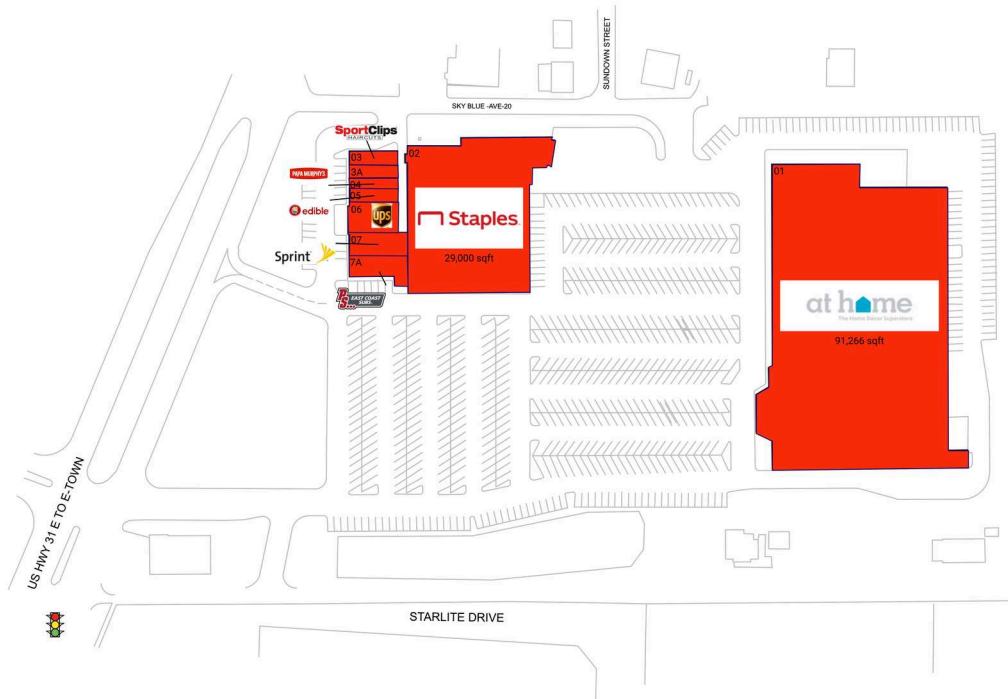 SUNDOWN STREET
SKY BLUE -AVE-20
SportClips
HAIRCUTS
03
02
PAPA MURPHY'S
3A
04
05
01
edible
06
ups
Staples
07
Sprint
7A
29,000 sqft
PS...
EAST COAST
SUBS
at home
The Home Decor Superstore
91,266 sqft
US HWY 31 E TO E-TOWN
STARLITE DRIVE